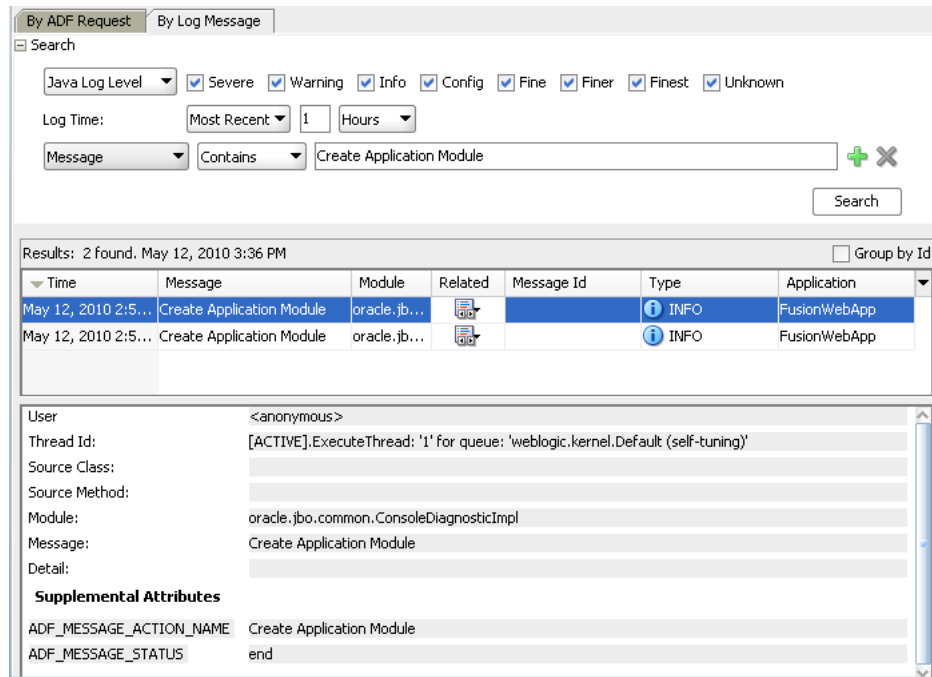 By ADF Request By Log Message
Search
Java Log Level Severe Warning Info Config Fine Finer Finest Unknown
Log Time: Most Recent 1 Hours
Message Contains Create Application Module
Search
Results: 2 found. May 12, 2010 3:36 PM Group by Id
Time Message Module Related Message Id Type Application
May 12, 2010 2:5... Create Application Module oracle.jb... INFO FusionWebApp
May 12, 2010 2:5... Create Application Module oracle.jb... INFO FusionWebApp
User <anonymous>
Thread Id: [ACTIVE].ExecuteThread: '1' for queue: 'weblogic.kernel.Default (self-tuning)'
Source Class:
Source Method:
Module: oracle.jbo.common.ConsoleDiagnosticImpl
Message: Create Application Module
Detail:
Supplemental Attributes
ADF_MESSAGE_ACTION_NAME Create Application Module
ADF_MESSAGE_STATUS end